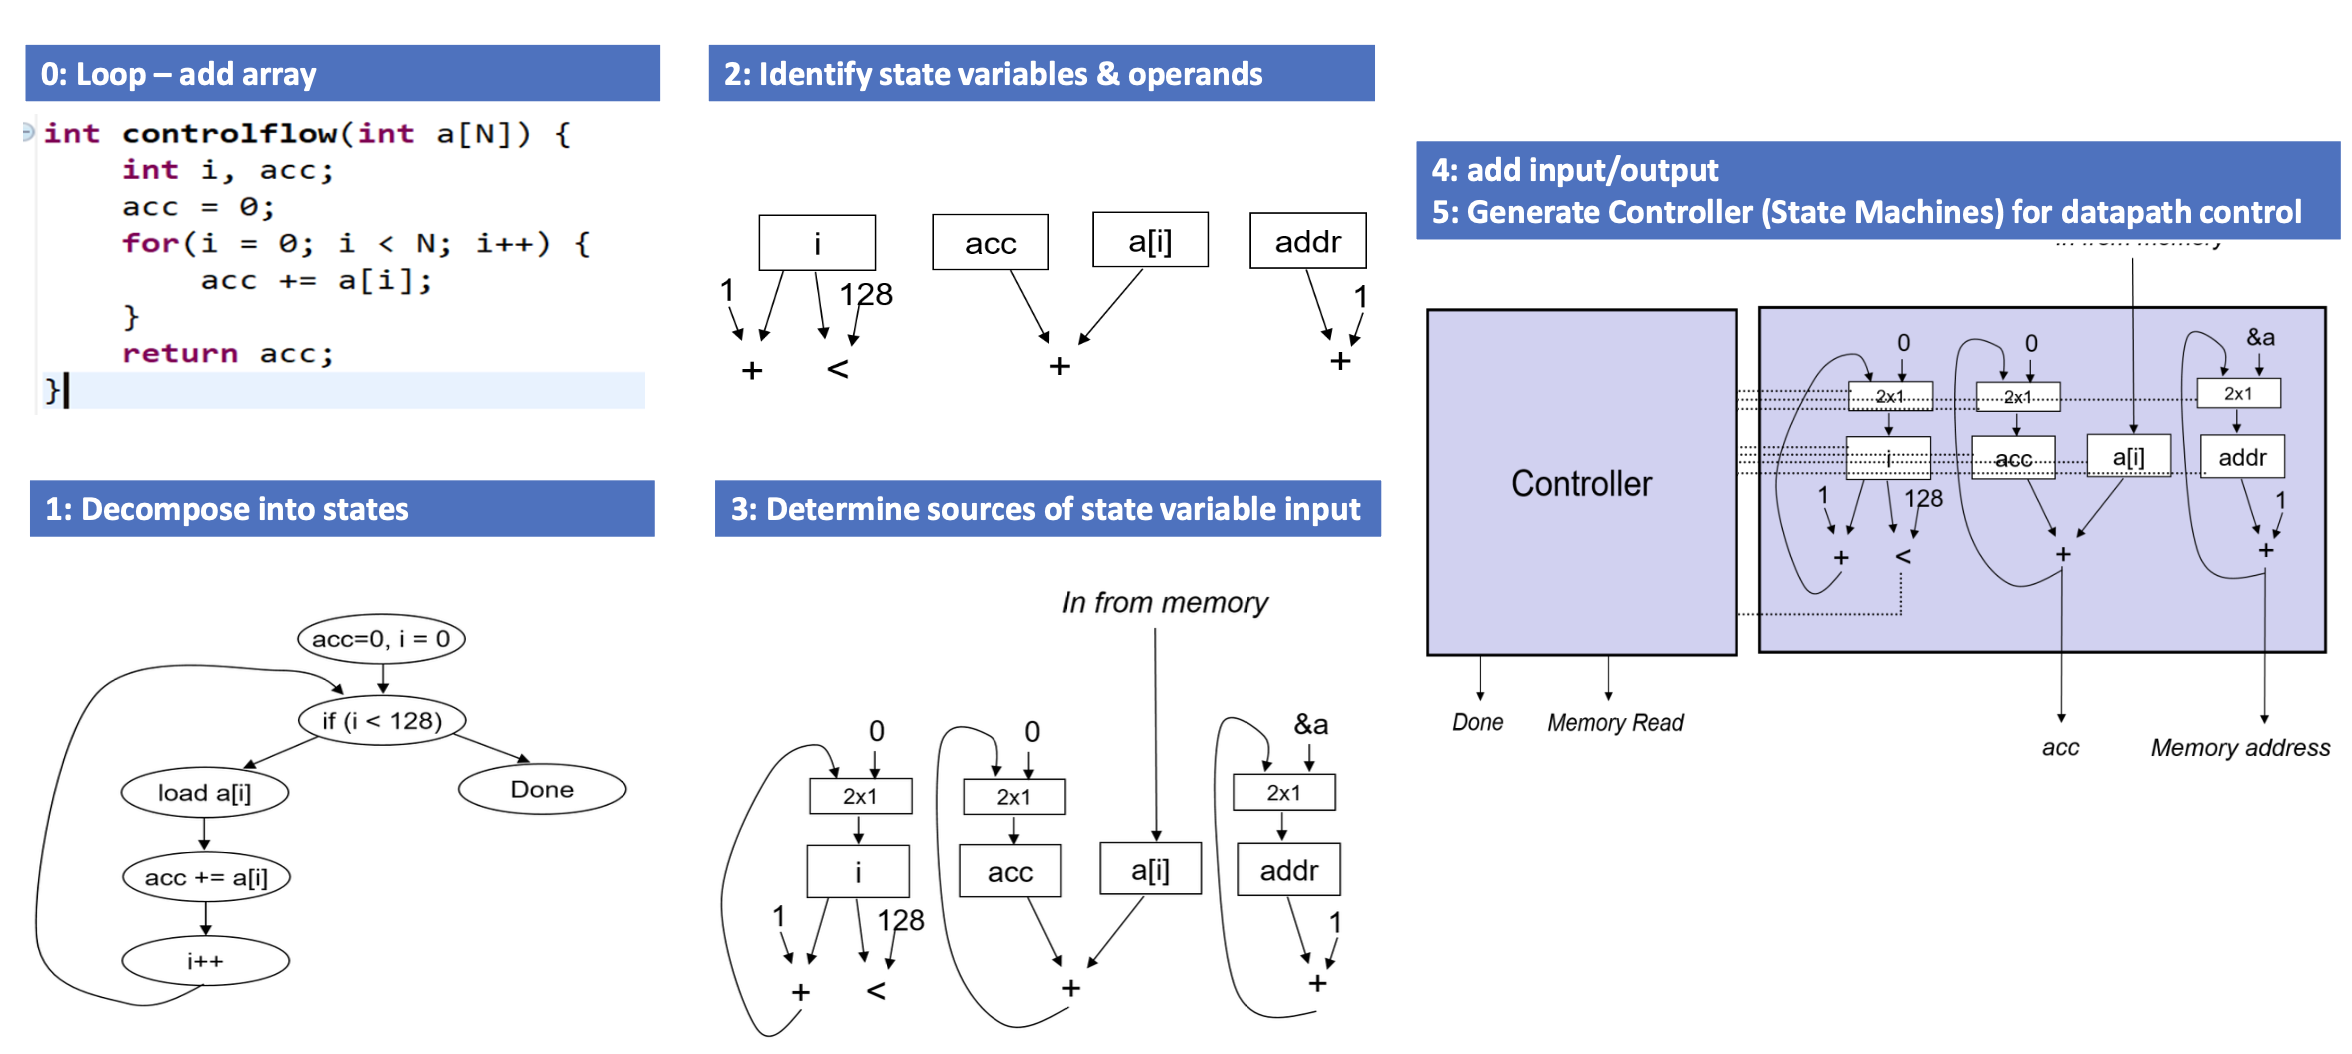 0: Loop – add array
int controlflow(int a[N]) {
int i, acc;
acc = 0;
for(i = 0; i < N; i++) {
acc += a[i];
}
return acc;
}
1: Decompose into states
acc=0, i = 0
if (i < 128)
load a[i]
Done
acc += a[i]
i++
2: Identify state variables & operands
i
acc
a[i]
addr
1
128
1
+
<
+
+
3: Determine sources of state variable input
In from memory
0
0
&a
2x1
2x1
2x1
i
acc
a[i]
addr
1
128
1
+
<
+
+
4: add input/output
5: Generate Controller (State Machines) for datapath control
In from memory
Controller
0
0
&a
2x1
2x1
2x1
i
acc
a[i]
addr
1
128
1
+
<
+
+
Done
Memory Read
acc
Memory address